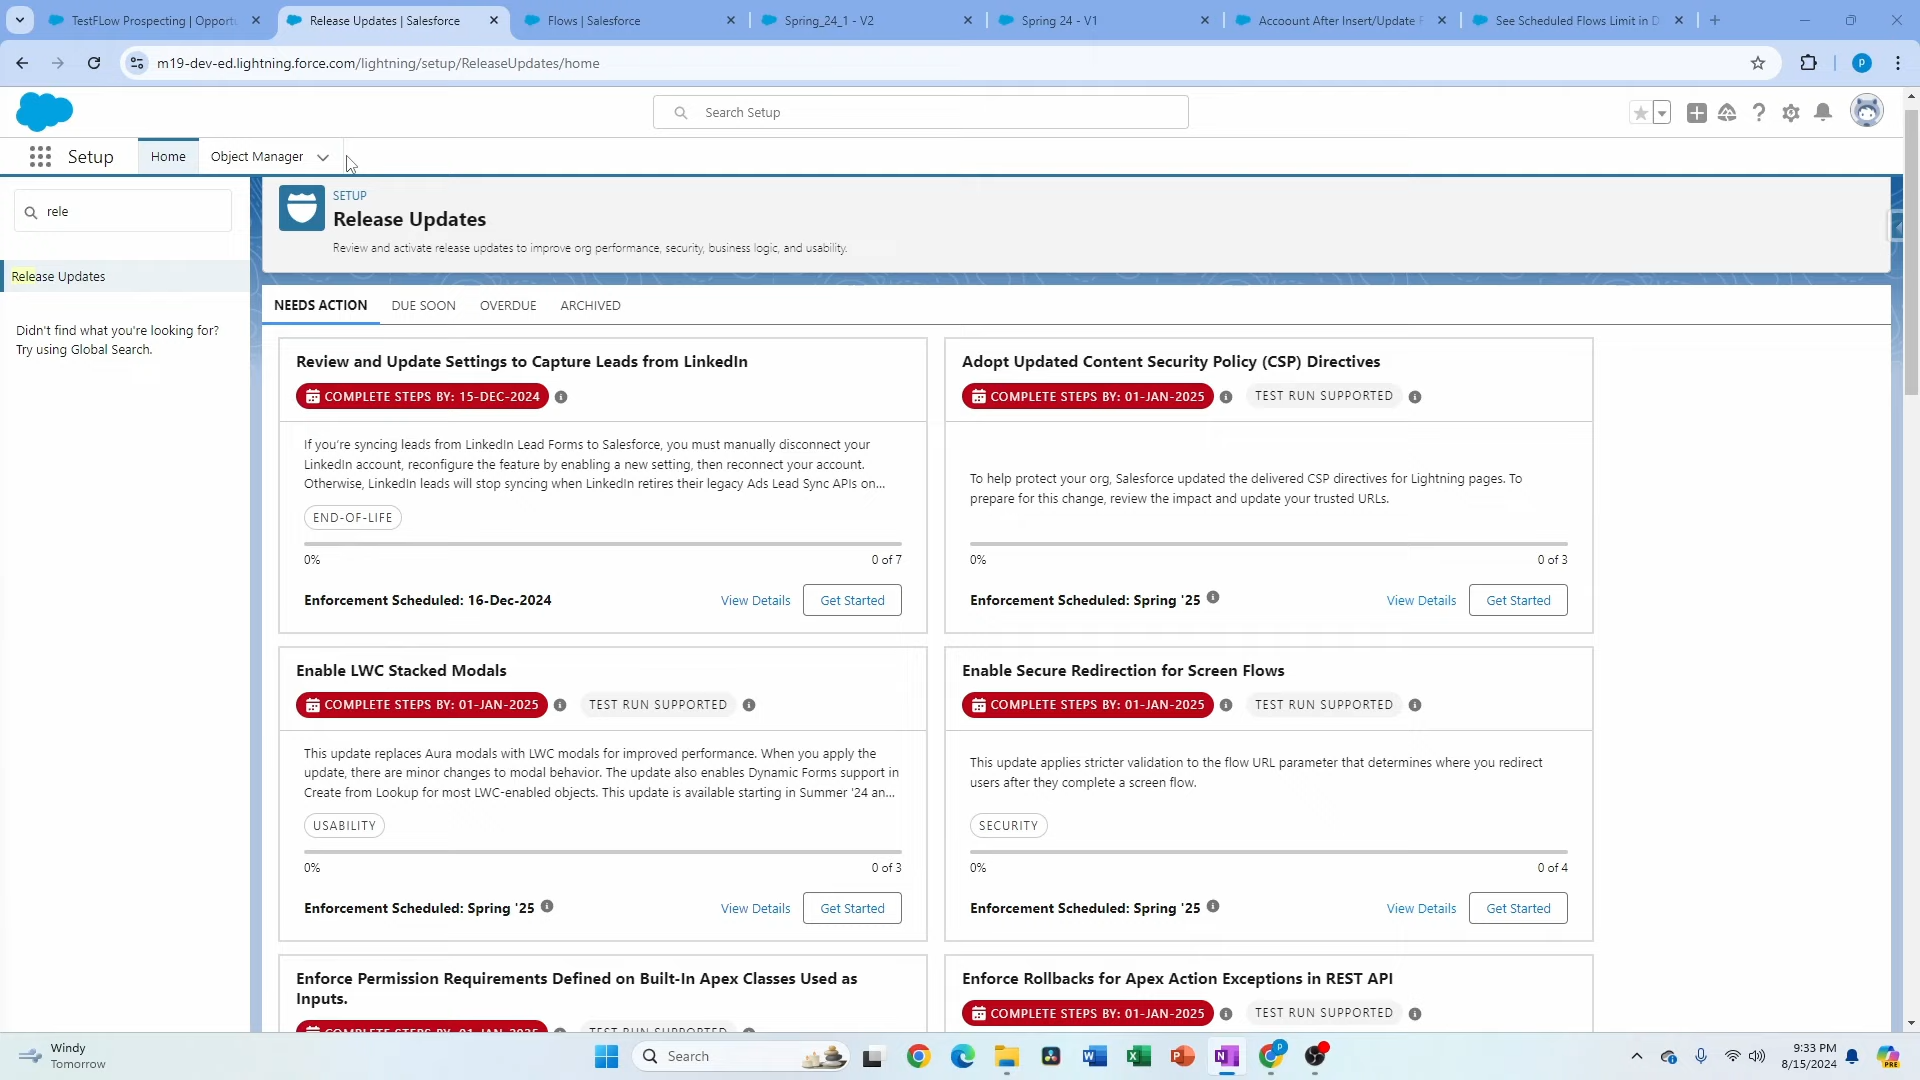 TestFLow Prospecting | Opportu
Release Updates | Salesforce
Flows | Salesforce
Spring_24_1 - V2
Spring 24 - V1
Accoount After Insert/Update F
See Scheduled Flows Limit in D
m19-dev-ed.lightning.force.com/lightning/setup/ReleaseUpdates/home
P
Search Setup
Setup
Home
Object Manager
rele
Release Updates
Didn't find what you're looking for?
Try using Global Search.
SETUP
Release Updates
Review and activate release updates to improve org performance, security, business logic, and usability.
NEEDS ACTION
DUE SOON
OVERDUE
ARCHIVED
Review and Update Settings to Capture Leads from LinkedIn
COMPLETE STEPS BY: 15-DEC-2024
If you're syncing leads from LinkedIn Lead Forms to Salesforce, you must manually disconnect your
LinkedIn account, reconfigure the feature by enabling a new setting, then reconnect your account.
Otherwise, LinkedIn leads will stop syncing when LinkedIn retires their legacy Ads Lead Sync APIs on...
END-OF-LIFE
0%
0 of 7
Enforcement Scheduled: 16-Dec-2024
View Details
Get Started
Adopt Updated Content Security Policy (CSP) Directives
COMPLETE STEPS BY: 01-JAN-2025
TEST RUN SUPPORTED
To help protect your org, Salesforce updated the delivered CSP directives for Lightning pages. To
prepare for this change, review the impact and update your trusted URLs.
0%
0 of 3
Enforcement Scheduled: Spring '25
View Details
Get Started
Enable LWC Stacked Modals
COMPLETE STEPS BY: 01-JAN-2025
TEST RUN SUPPORTED
This update replaces Aura modals with LWC modals for improved performance. When you apply the
update, there are minor changes to modal behavior. The update also enables Dynamic Forms support in
Create from Lookup for most LWC-enabled objects. This update is available starting in Summer '24 an...
USABILITY
0%
0 of 3
Enforcement Scheduled: Spring '25
View Details
Get Started
Enable Secure Redirection for Screen Flows
COMPLETE STEPS BY: 01-JAN-2025
TEST RUN SUPPORTED
This update applies stricter validation to the flow URL parameter that determines where you redirect
users after they complete a screen flow.
SECURITY
0%
0 of 4
Enforcement Scheduled: Spring '25
View Details
Get Started
Enforce Permission Requirements Defined on Built-In Apex Classes Used as
Inputs.
COMPLETE STEPS BY: 01-JAN-2025
TEST RUN SUPPORTED
Enforce Rollbacks for Apex Action Exceptions in REST API
COMPLETE STEPS BY: 01-JAN-2025
TEST RUN SUPPORTED
Windy
Tomorrow
Search
9:33 PM
8/15/2024